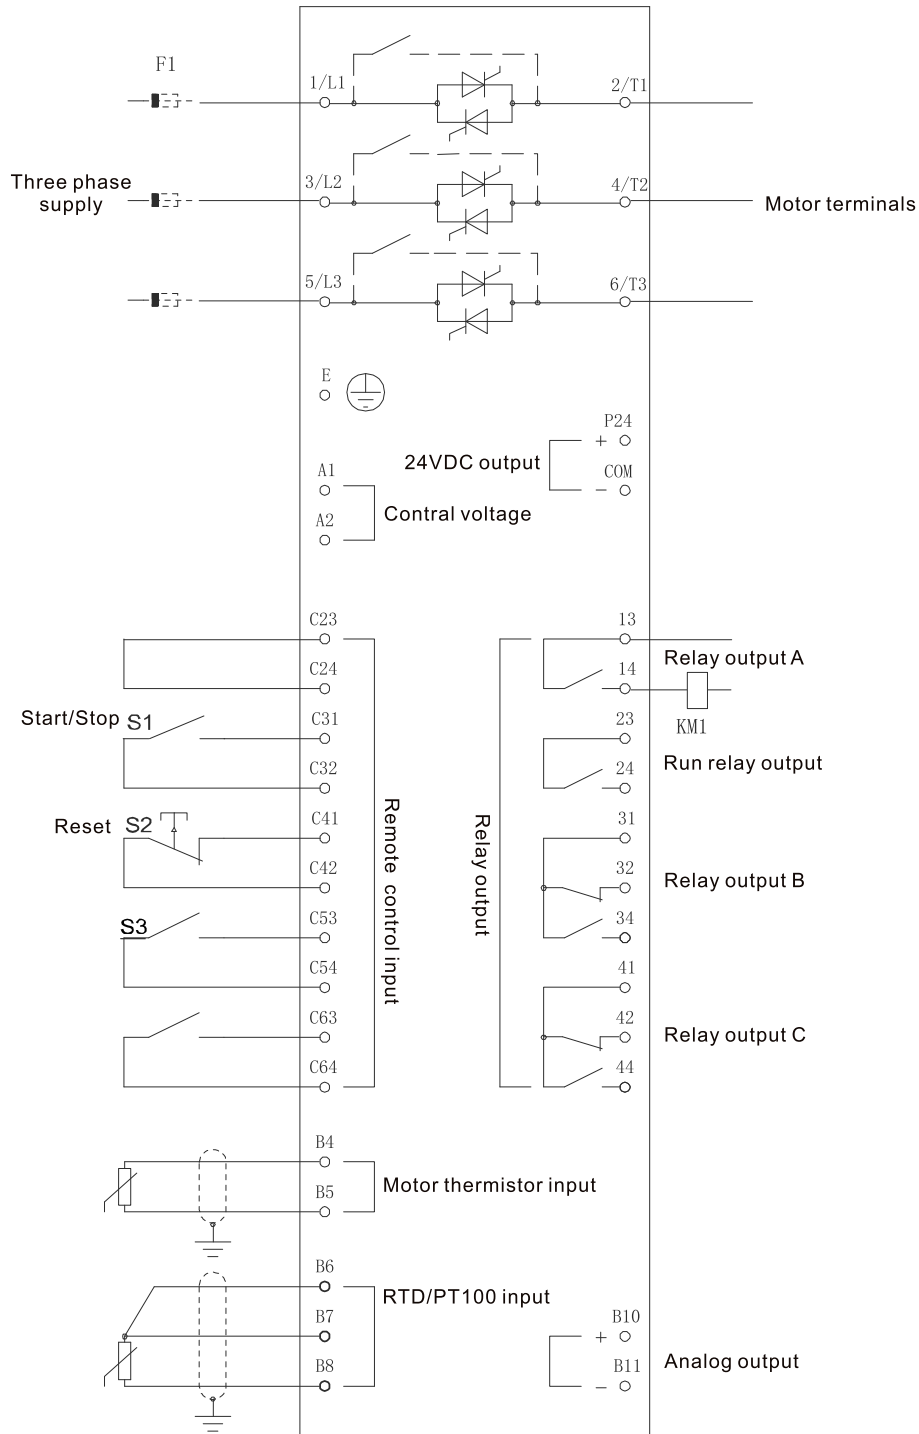 F1
1/L1
2/T1
Three phase
supply
3/L2
4/T2
Motor terminals
5/L3
6/T3
E
P24
+
24VDC output
COM
–
A1
Contral voltage
A2
C23
13
Relay output A
C24
14
KM1
Start/Stop S1
C31
23
Run relay output
C32
24
Reset S2
C41
31
Remote control input
Relay output
C42
32
Relay output B
S3
C53
34
C54
41
C63
42
Relay output C
C64
44
B4
Motor thermistor input
B5
B6
RTD/PT100 input
B7
B10
+
Analog output
B8
B11
–